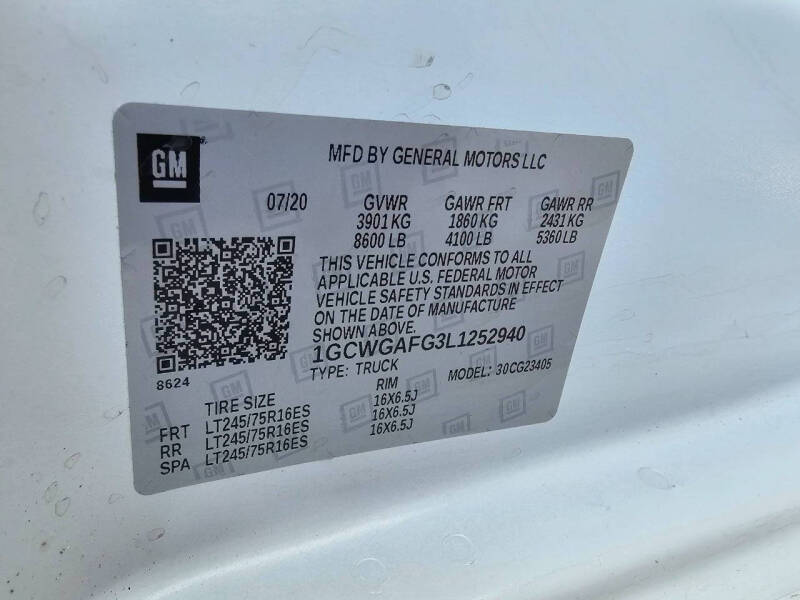 GM
MFD BY GENERAL MOTORS LLC
07/20 GVWR GAWR FRT GAWR RR
3901 KG 1860 KG 2431 KG
8600 LB 4100 LB 5360 LB
THIS VEHICLE CONFORMS TO ALL
APPLICABLE U.S. FEDERAL MOTOR
VEHICLE SAFETY STANDARDS IN EFFECT
ON THE DATE OF MANUFACTURE
SHOWN ABOVE.
1GCWGAFG3L1252940
8624
TYPE: TRUCK MODEL: 30CG23405
TIRE SIZE RIM
FRT LT245/75R16ES 16X6.5J
RR LT245/75R16ES 16X6.5J
SPA LT245/75R16ES 16X6.5J